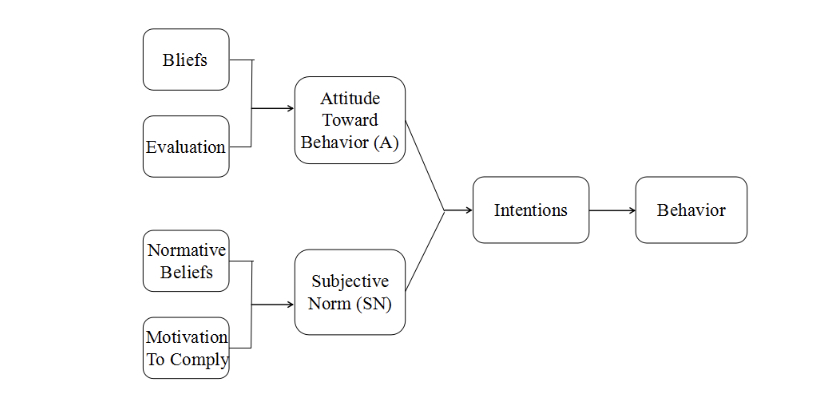 Bliefs
Evaluation
Attitude
Toward
Behavior (A)
Normative
Beliefs
Motivation
To Comply
Subjective
Norm (SN)
Intentions
Behavior